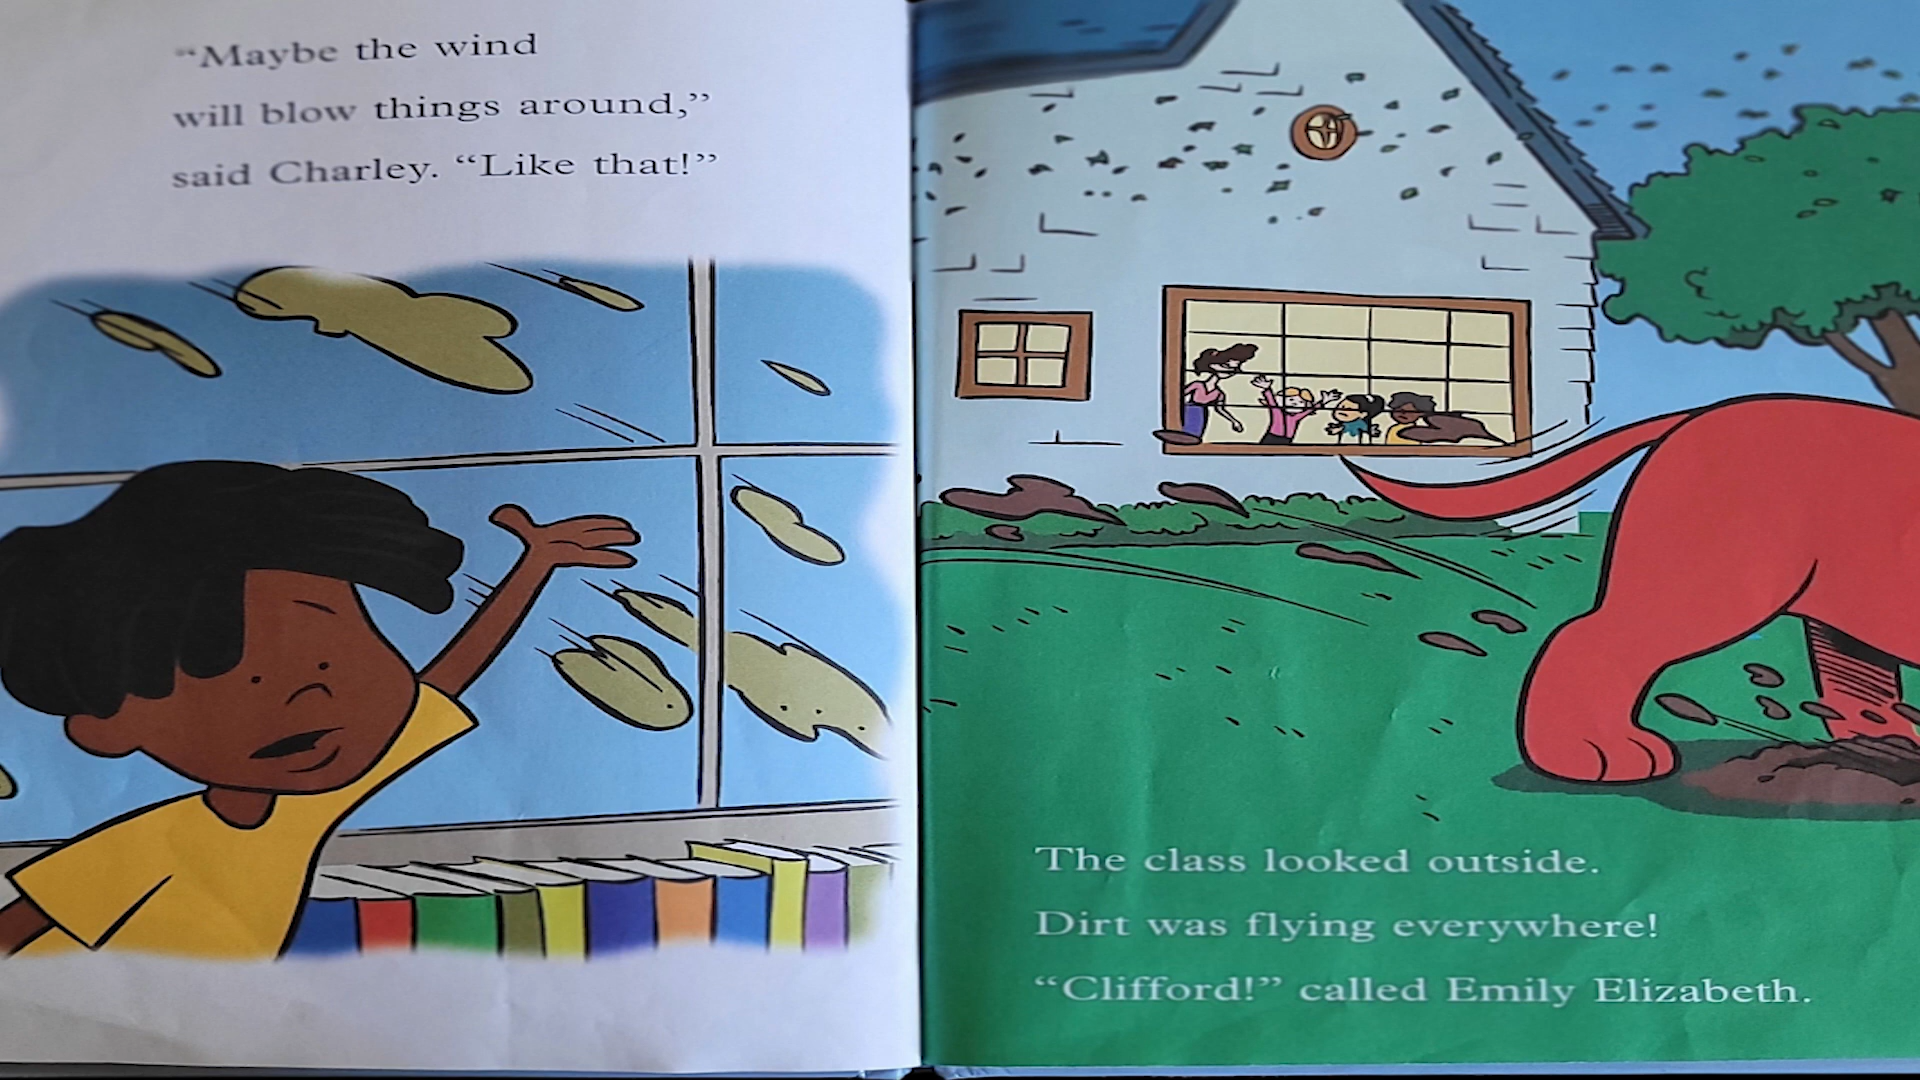 “Maybe the wind
will blow things around,”
said Charley. “Like that!”
The class looked outside.
Dirt was flying everywhere!
“Clifford!” called Emily Elizabeth.